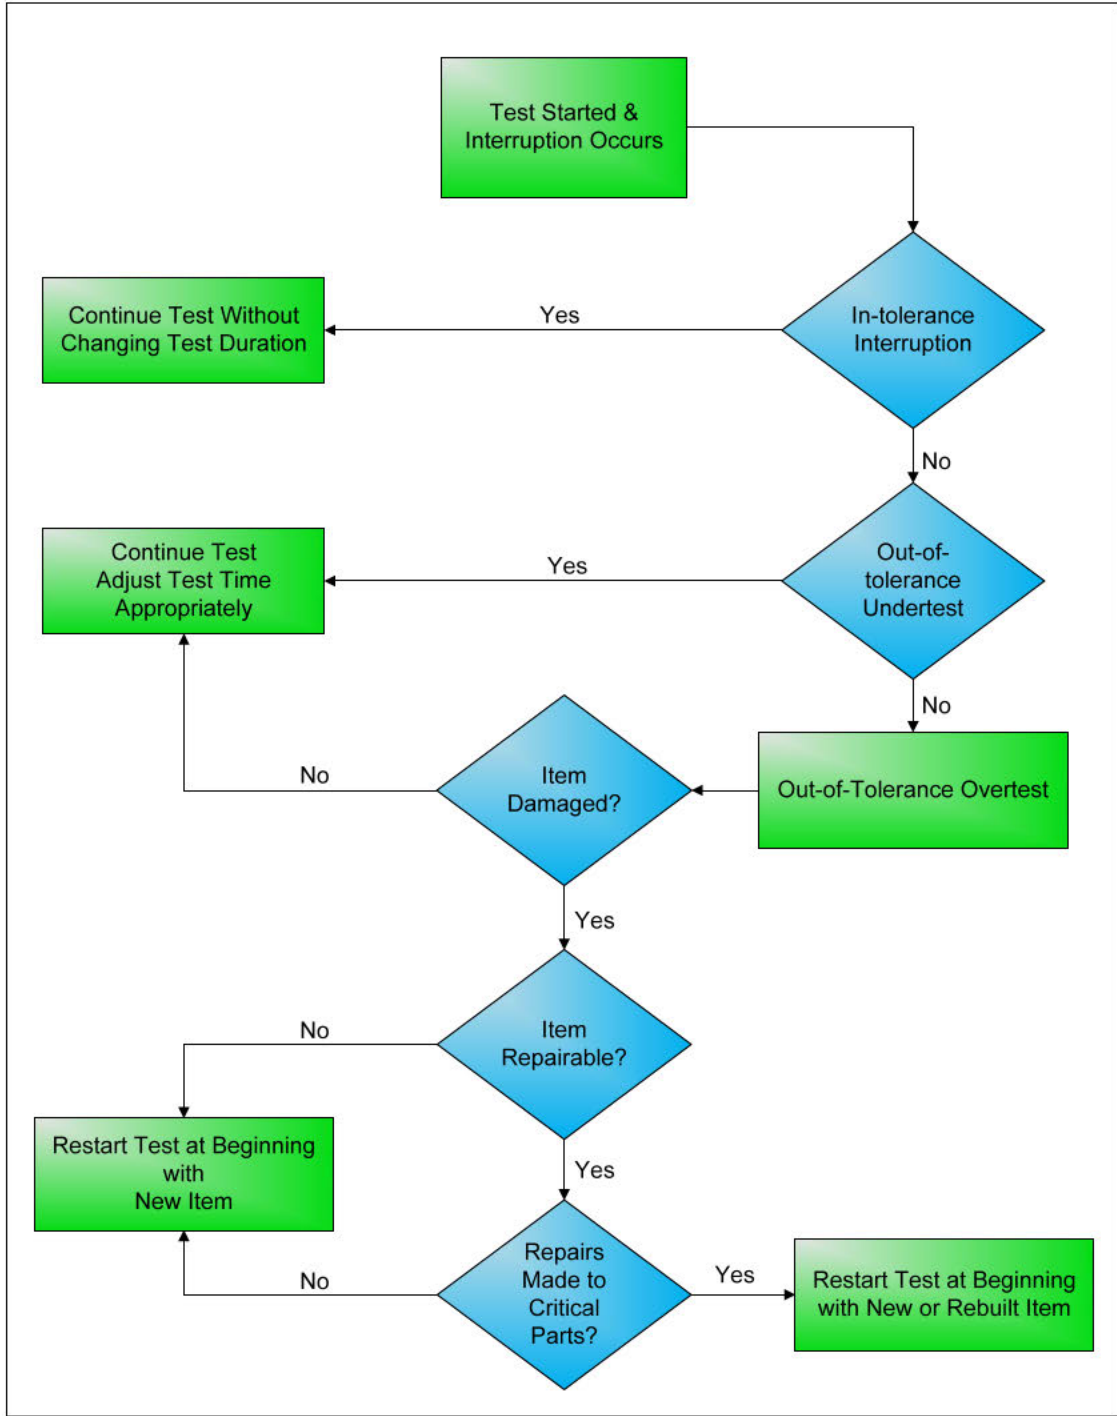 Test Started &
Interruption Occurs
In-tolerance
Interruption
Yes
Continue Test Without
Changing Test Duration
No
Out-of-
tolerance
Undertest
Yes
Continue Test
Adjust Test Time
Appropriately
No
Out-of-Tolerance Overtest
Item
Damaged?
No
Yes
Item
Repairable?
No
Restart Test at Beginning
with
New Item
Yes
Repairs
Made to
Critical
Parts?
No
Yes
Restart Test at Beginning
with New or Rebuilt Item